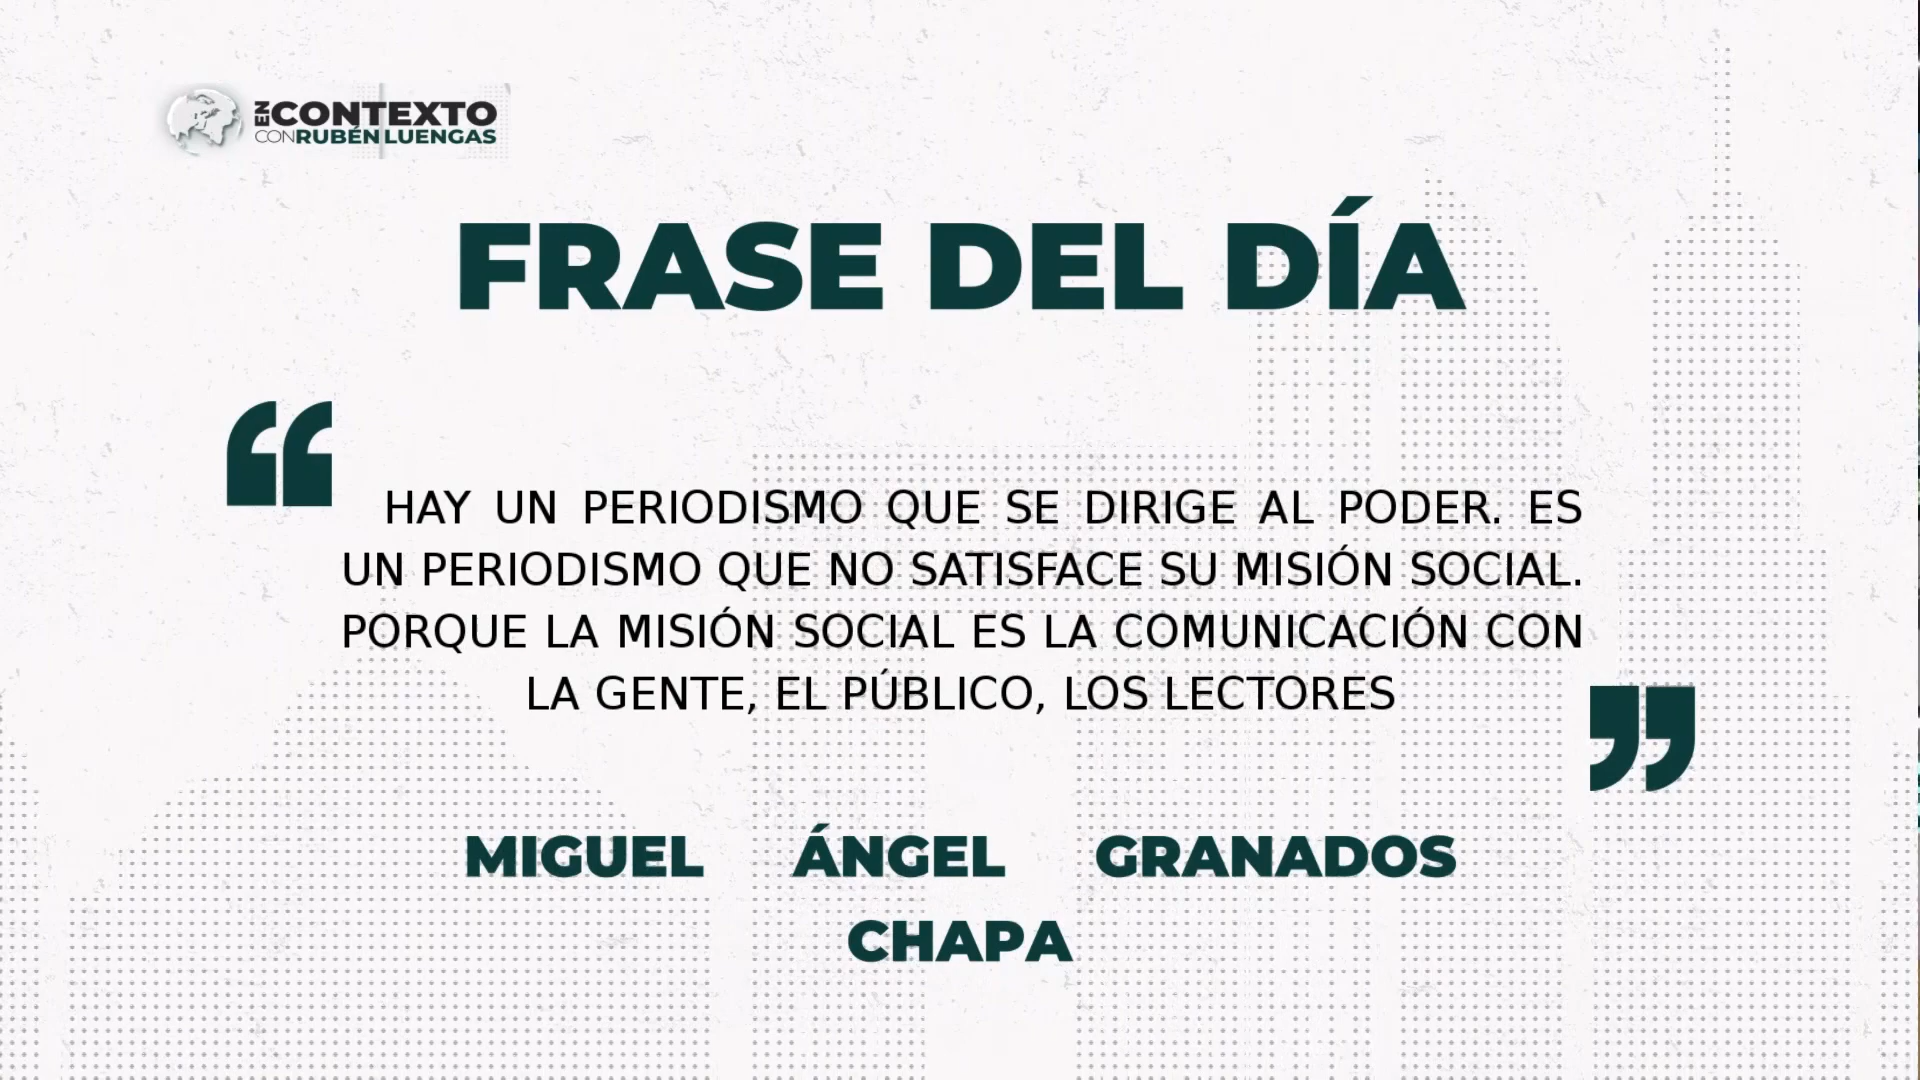 EN CONTEXTO
CON RUBÉN LUENGAS
FRASE DEL DÍA
“
HAY UN PERIODISMO QUE SE DIRIGE AL PODER. ES
UN PERIODISMO QUE NO SATISFACE SU MISIÓN SOCIAL.
PORQUE LA MISIÓN SOCIAL ES LA COMUNICACIÓN CON
LA GENTE, EL PÚBLICO, LOS LECTORES
”
MIGUEL ÁNGEL GRANADOS
CHAPA